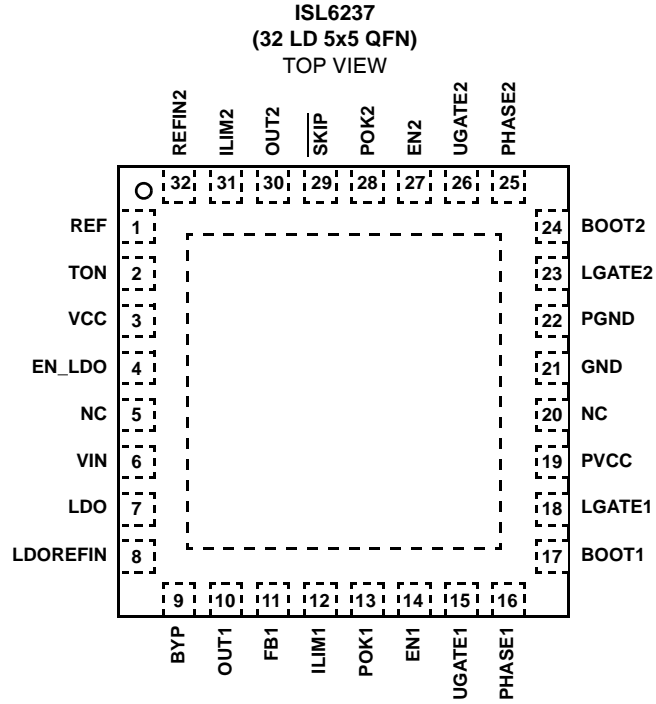 ISL6237
(32 LD 5x5 QFN)
TOP VIEW
REFIN2
ILIM2
OUT2
SKIP
POK2
EN2
UGATE2
PHASE2
32 31 30 29 28 27 26 25
REF 1
TON 2
VCC 3
EN_LDO 4
NC 5
VIN 6
LDO 7
LDOREFIN 8
24 BOOT2
23 LGATE2
22 PGND
21 GND
20 NC
19 PVCC
18 LGATE1
17 BOOT1
9 10 11 12 13 14 15 16
BYP
OUT1
FB1
ILIM1
POK1
EN1
UGATE1
PHASE1